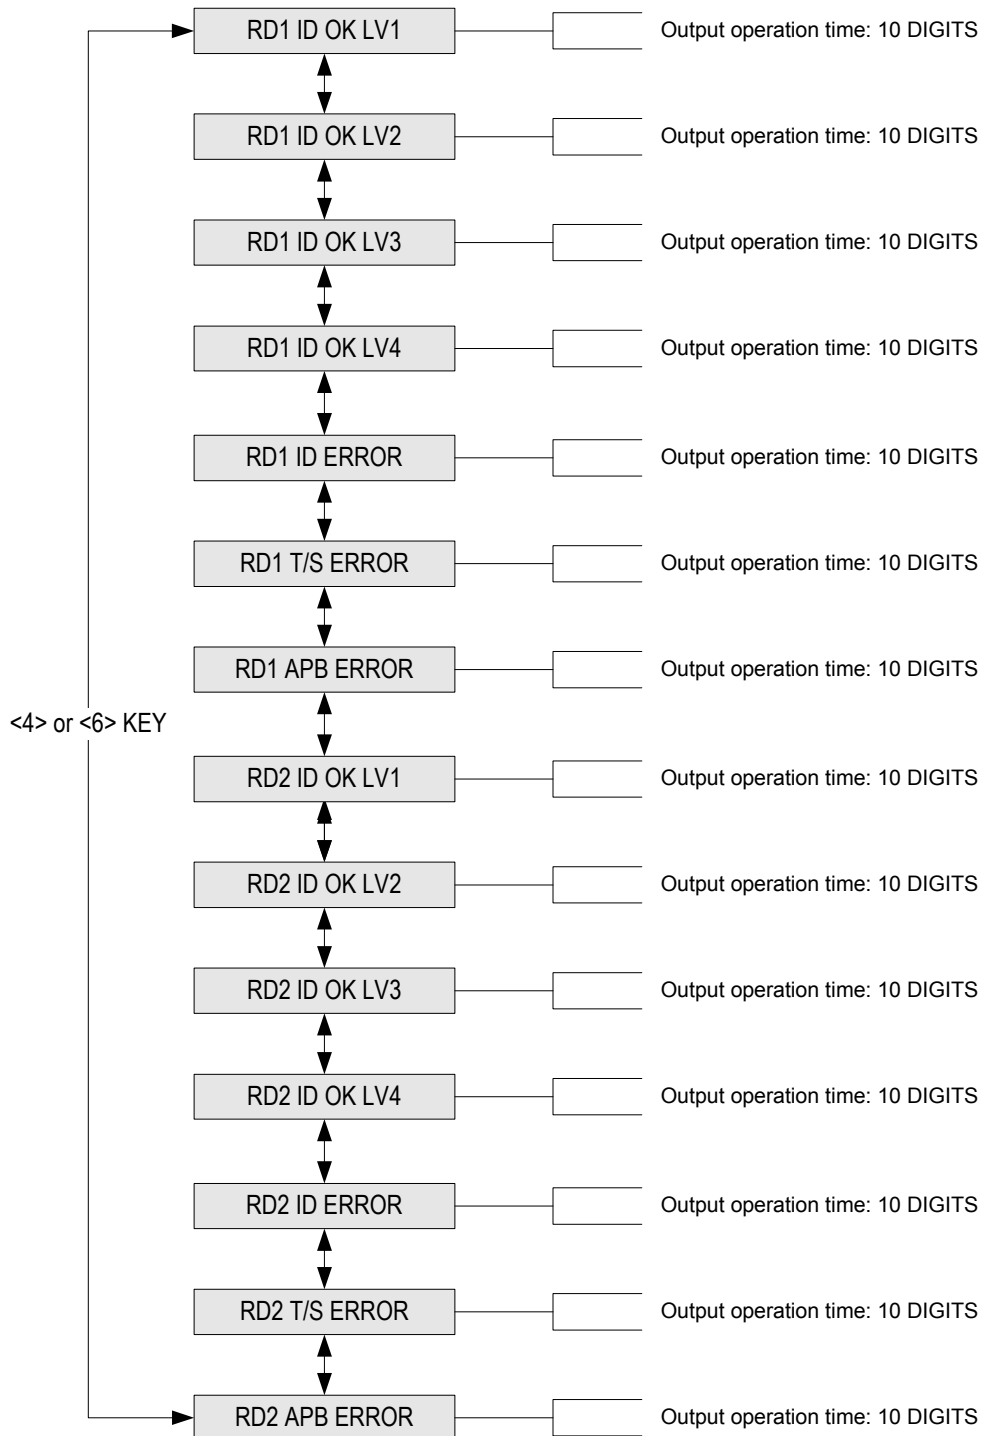 RD1 ID OK LV1 Output operation time: 10 DIGITS
RD1 ID OK LV2 Output operation time: 10 DIGITS
RD1 ID OK LV3 Output operation time: 10 DIGITS
RD1 ID OK LV4 Output operation time: 10 DIGITS
RD1 ID ERROR Output operation time: 10 DIGITS
RD1 T/S ERROR Output operation time: 10 DIGITS
RD1 APB ERROR Output operation time: 10 DIGITS
<4> or <6> KEY
RD2 ID OK LV1 Output operation time: 10 DIGITS
RD2 ID OK LV2 Output operation time: 10 DIGITS
RD2 ID OK LV3 Output operation time: 10 DIGITS
RD2 ID OK LV4 Output operation time: 10 DIGITS
RD2 ID ERROR Output operation time: 10 DIGITS
RD2 T/S ERROR Output operation time: 10 DIGITS
RD2 APB ERROR Output operation time: 10 DIGITS